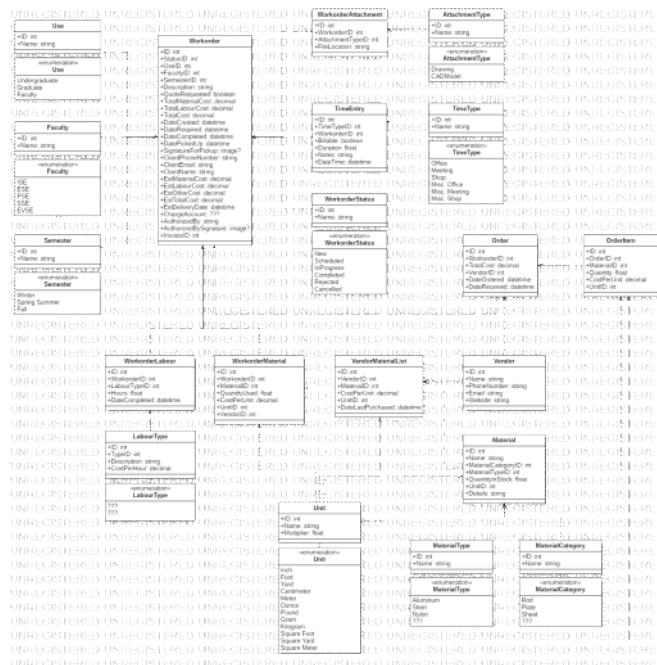 Use
+ID: int
+Name: string
«enumeration»
Use
Undergraduate
Graduate
Faculty
Faculty
+ID: int
+Name: string
«enumeration»
Faculty
ISE
ESE
PSE
SSE
EVSE
Semester
+ID: int
+Name: string
«enumeration»
Semester
Winter
Spring Summer
Fall
Workorder
+ID: int
+StatusID: int
+UseID: int
+FacultyID: int
+SemesterID: int
+Description: string
+QuoteRequested: boolean
+TotalMaterialCost: decimal
+TotalLabourCost: decimal
+TotalCost: decimal
+DateCreated: datetime
+DateRequired: datetime
+DateCompleted: datetime
+DatePickedUp: datetime
+SignatureForPickup: image?
+ClientPhoneNumber: string
+ClientEmail: string
+ClientName: string
+EstMaterialCost: decimal
+EstLabourCost: decimal
+EstOtherCost: decimal
+EstTotalCost: decimal
+EstDeliveryDate: datetime
+ChargeAccount: ???
+AuthorizedBy: string
+AuthorizedBySignature: image?
+InvoiceID: int
WorkorderAttachment
+ID: int
+WorkorderID: int
+AttachmentTypeID: int
+FileLocation: string
AttachmentType
+ID: int
+Name: string
«enumeration»
AttachmentType
Drawing
CADModel
TimeEntry
+ID: int
+TimeTypeID: int
+WorkorderID: int
+Billable: boolean
+Duration: float
+Notes: string
+DateTime: datetime
TimeType
+ID: int
+Name: string
«enumeration»
TimeType
Office
Meeting
Shop
Misc. Office
Misc. Meeting
Misc. Shop
WorkorderStatus
+ID: int
+Name: string
«enumeration»
WorkorderStatus
New
Scheduled
InProgress
Completed
Rejected
Cancelled
Order
+ID: int
+WorkorderID: int
+TotalCost: decimal
+VendorID: int
+DateOrdered: datetime
+DateReceived: datetime
OrderItem
+ID: int
+OrderID: int
+MaterialID: int
+Quantity: float
+CostPerUnit: decimal
+UnitID: int
WorkorderLabour
+ID: int
+WorkorderID: int
+LabourTypeID: int
+Hours: float
+DateCompleted: datetime
WorkorderMaterial
+ID: int
+WorkorderID: int
+MaterialID: int
+QuantityUsed: float
+CostPerUnit: decimal
+UnitID: int
+VendorID: int
VendorMaterialList
+ID: int
+VendorID: int
+MaterialID: int
+CostPerUnit: decimal
+UnitID: int
+DateLastPurchased: datetime
Vendor
+ID: int
+Name: string
+PhoneNumber: string
+Email: string
+Website: string
LabourType
+ID: int
+TypeID: int
+Description: string
+CostPerHour: decimal
«enumeration»
LabourType
???
???
Material
+ID: int
+Name: string
+MaterialCategoryID: int
+MaterialTypeID: int
+QuantityInStock: float
+UnitID: int
+Details: string
Unit
+ID: int
+Name: string
+Multiplier: float
«enumeration»
Unit
Inch
Foot
Yard
Centimeter
Meter
Ounce
Pound
Gram
Kilogram
Square Foot
Square Yard
Square Meter
MaterialType
+ID: int
+Name: string
«enumeration»
MaterialType
Aluminum
Steel
Nylon
???
MaterialCategory
+ID: int
+Name: string
«enumeration»
MaterialCategory
Rod
Plate
Sheet
???